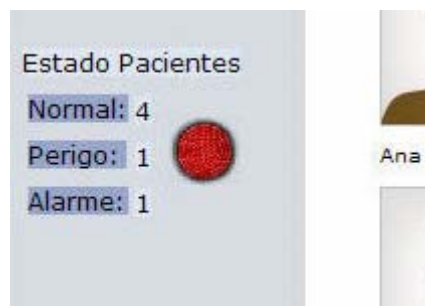 Estado Pacientes
Normal: 4
Perigo: 1
Alarme: 1
Ana